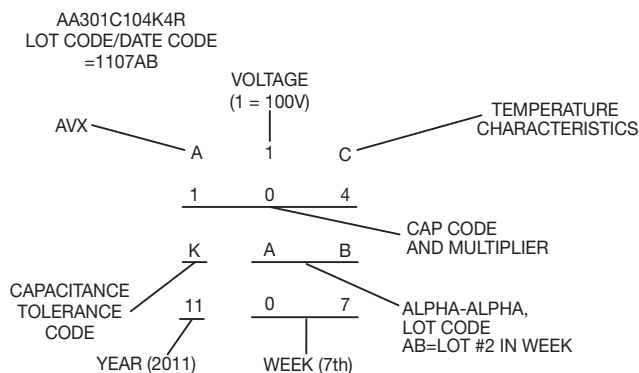 AA301C104K4R
LOT CODE/DATE CODE
=1107AB
VOLTAGE
(1 = 100V)
TEMPERATURE
CHARACTERISTICS
AVX
A 1 C
1 0 4
CAP CODE
AND MULTIPLIER
K A B
CAPACITANCE
TOLERANCE
CODE
11 0 7
ALPHA-ALPHA,
LOT CODE
AB=LOT #2 IN WEEK
YEAR (2011)
WEEK (7th)